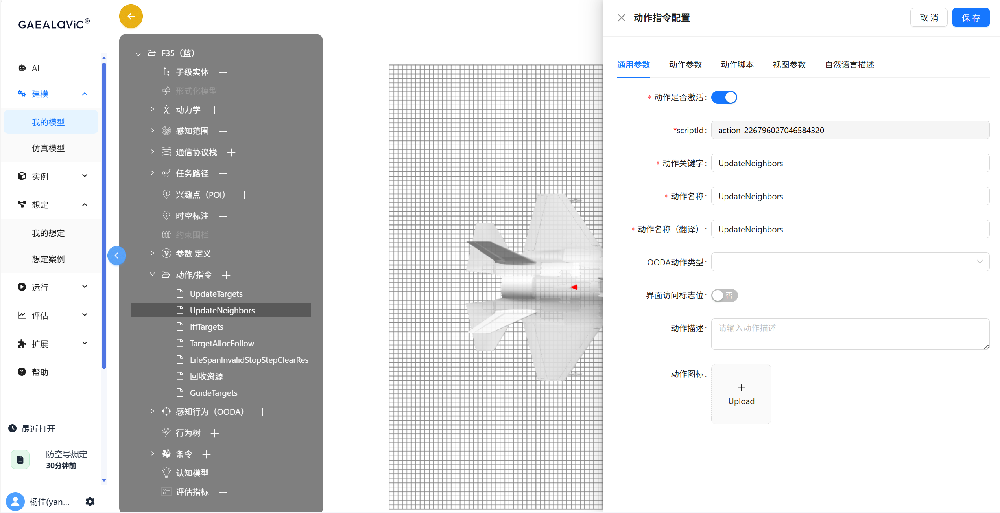 GAEALaViC®
AI
建模
我的模型
仿真模型
实例
想定
我的想定
想定案例
运行
评估
扩展
帮助
最近打开
防空导想定
30分钟前
杨佳(yan...
F35（蓝）
子级实体
形式化模型
动力学
感知范围
通信协议栈
任务路径
兴趣点（POI）
时空标注
约束围栏
参数 定义
动作/指令
UpdateTargets
UpdateNeighbors
IffTargets
TargetAllocFollow
LifeSpanInvalidStopStepClearRes
回收资源
GuideTargets
感知行为（OODA）
行为树
条令
认知模型
评估指标
动作指令配置
取 消
保 存
通用参数 动作参数 动作脚本 视图参数 自然语言描述
* 动作是否激活:
*scriptId: action_226796027046584320
* 动作关键字: UpdateNeighbors
* 动作名称: UpdateNeighbors
* 动作名称（翻译）: UpdateNeighbors
OODA动作类型:
界面访问标志位: 否
动作描述: 请输入动作描述
动作图标:
Upload